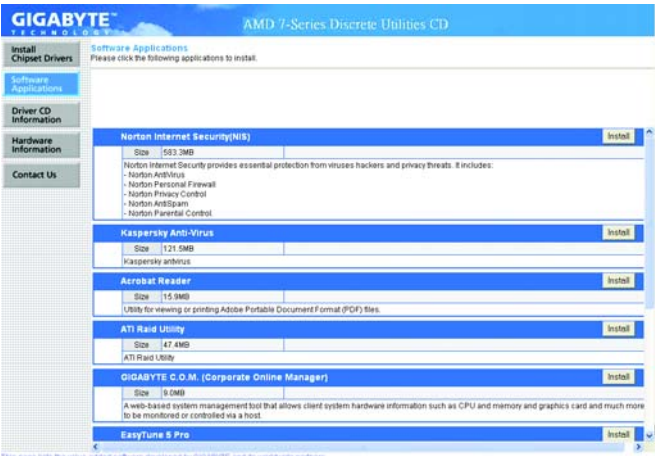 GIGABYTE™
TECHNOLOGY
AMD 7-Series Discrete Utilities CD
Install
Chipset Drivers
Software
Applications
Driver CD
Information
Hardware
Information
Contact Us
Software Applications
Please click the following applications to install.
Norton Internet Security(NIS) Install
Size 583.3MB
Norton Internet Security provides essential protection from viruses hackers and privacy threats. It includes:
- Norton AntiVirus
- Norton Personal Firewall
- Norton Privacy Control
- Norton AntiSpam
- Norton Parental Control
Kaspersky Anti-Virus Install
Size 121.5MB
Kaspersky antivirus
Acrobat Reader Install
Size 15.9MB
Utility for viewing or printing Adobe Portable Document Format (PDF) files.
ATI Raid Utility Install
Size 47.4MB
ATI Raid Utility
GIGABYTE C.O.M. (Corporate Online Manager) Install
Size 9.0MB
A web-based system management tool that allows client system hardware information such as CPU and memory and graphics card and much more
to be monitored or controlled via a host.
EasyTune 5 Pro Install